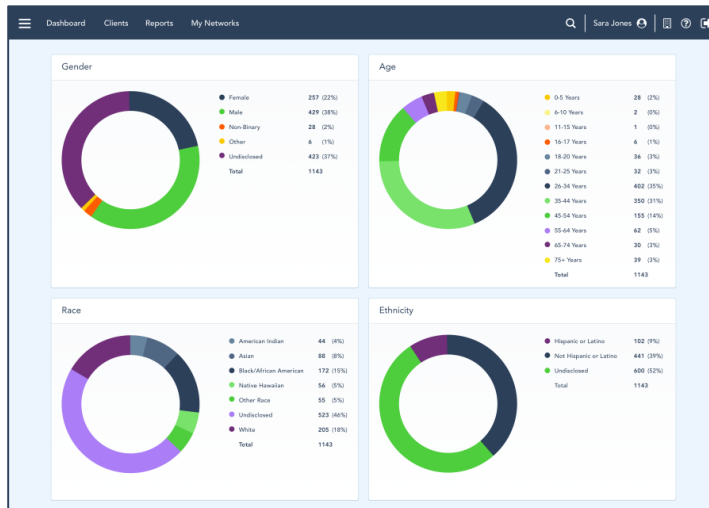 Dashboard Clients Reports My Networks Sara Jones
Gender
Female 257 (22%)
Male 429 (38%)
Non-Binary 28 (2%)
Other 6 (1%)
Undisclosed 423 (37%)
Total 1143
Age
0-5 Years 28 (2%)
6-10 Years 2 (0%)
11-15 Years 1 (0%)
16-17 Years 6 (1%)
18-20 Years 36 (3%)
21-25 Years 32 (3%)
26-34 Years 402 (35%)
35-44 Years 350 (31%)
45-54 Years 155 (14%)
55-64 Years 62 (5%)
65-74 Years 30 (3%)
75+ Years 39 (3%)
Total 1143
Race
American Indian 44 (4%)
Asian 88 (8%)
Black/African American 172 (15%)
Native Hawaiian 56 (5%)
Other Race 55 (5%)
Undisclosed 523 (46%)
White 205 (18%)
Total 1143
Ethnicity
Hispanic or Latino 102 (9%)
Not Hispanic or Latino 441 (39%)
Undisclosed 600 (52%)
Total 1143